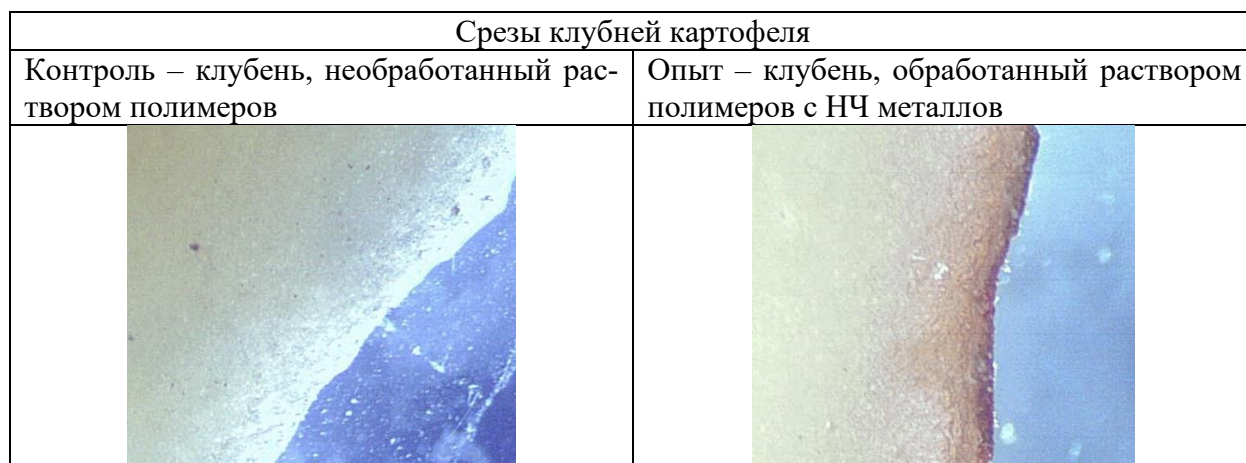 Срезы клубней картофеля
Контроль – клубень, необработанный рас-
твором полимеров
Опыт – клубень, обработанный раствором
полимеров с НЧ металлов